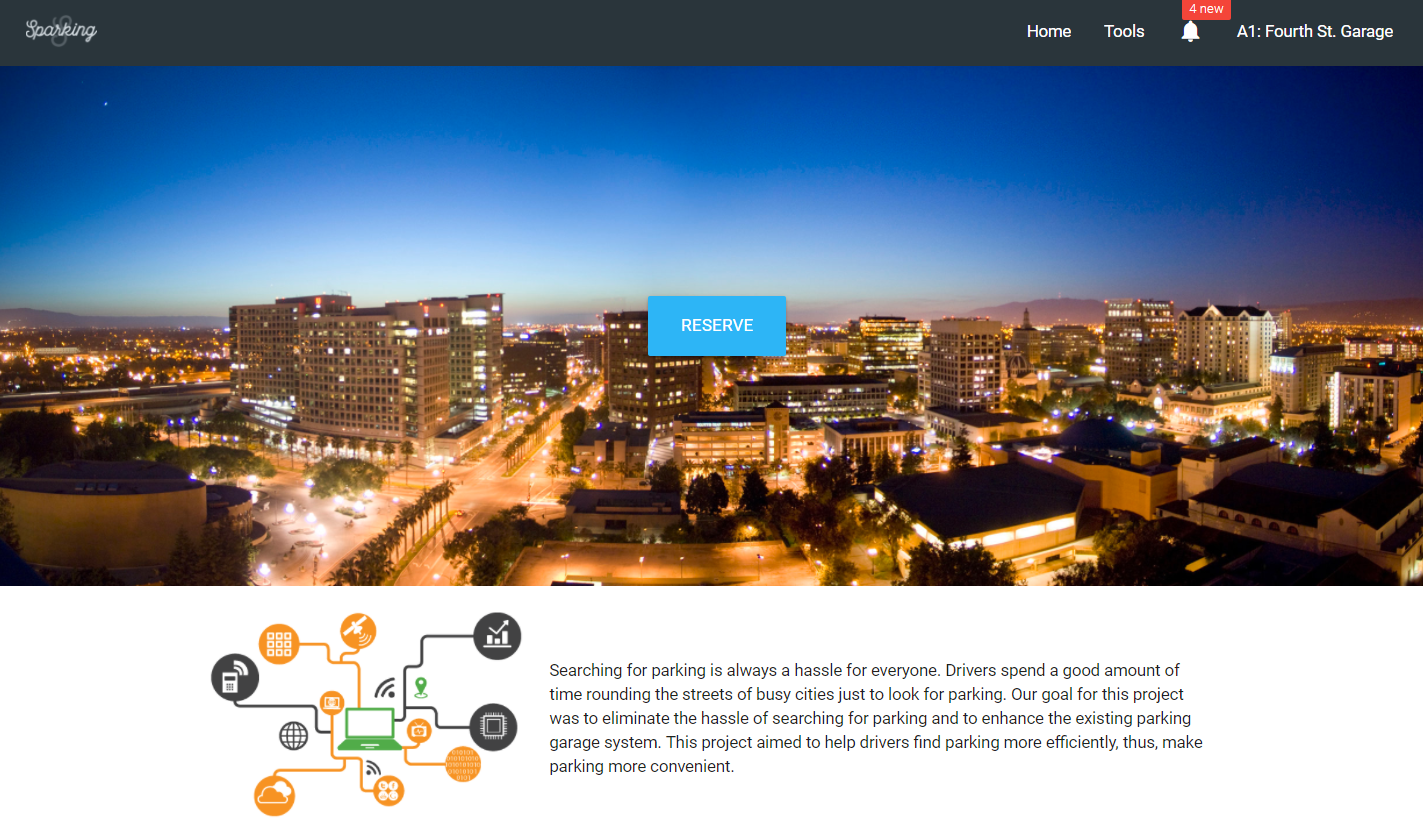 Sparking
Home
Tools
4 new
A1: Fourth St. Garage
RESERVE
Searching for parking is always a hassle for everyone. Drivers spend a good amount of
time rounding the streets of busy cities just to look for parking. Our goal for this project
was to eliminate the hassle of searching for parking and to enhance the existing parking
garage system. This project aimed to help drivers find parking more efficiently, thus, make
parking more convenient.